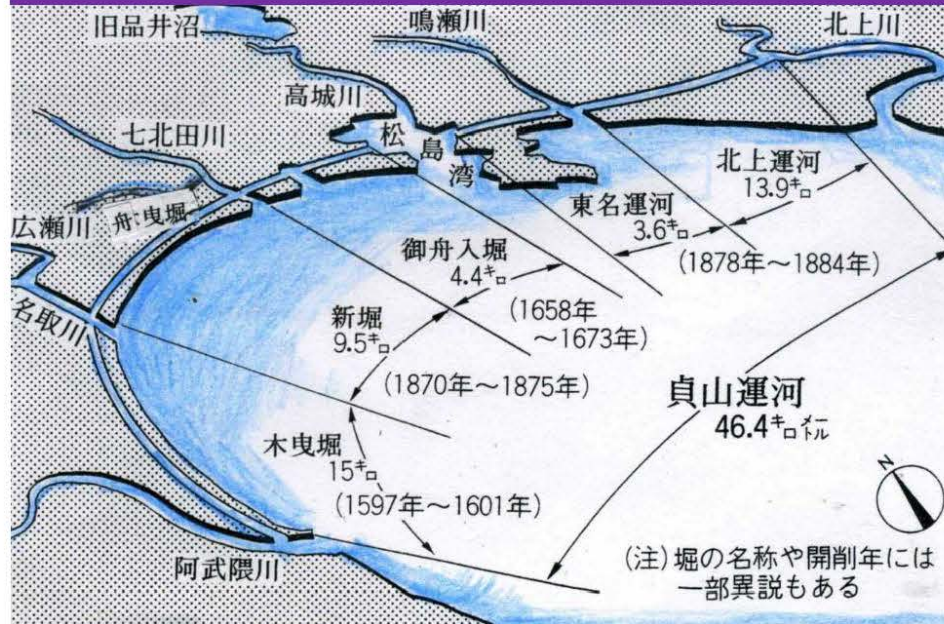 旧品井沼
鳴瀬川
北上川
高城川
七北田川
松島湾
舟曳堀
広瀬川
名取川
北上運河
13.9キロ
東名運河
3.6キロ
(1878年〜1884年)
御舟入堀
4.4キロ
(1658年
〜1673年)
新堀
9.5キロ
(1870年〜1875年)
貞山運河
46.4キロメートル
木曳堀
15キロ
(1597年〜1601年)
N
阿武隈川
(注)堀の名称や開削年には
一部異説もある